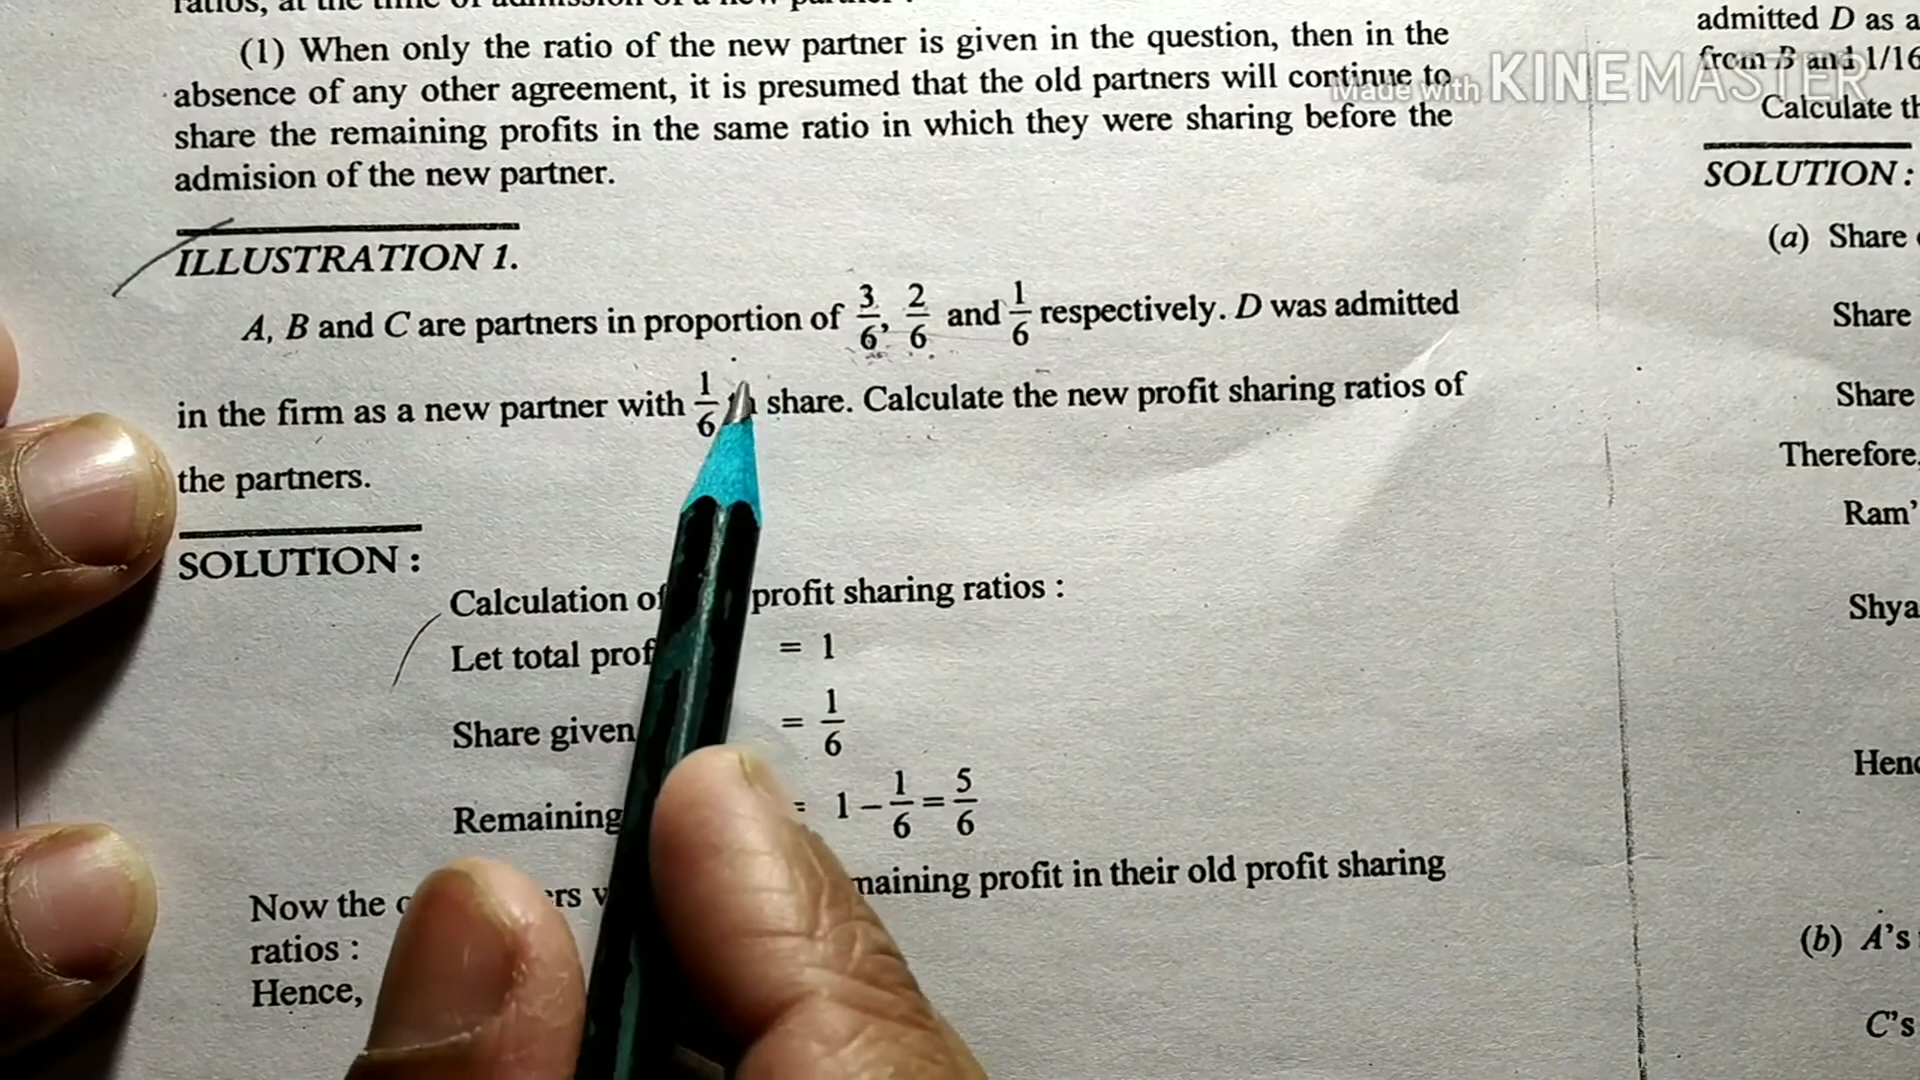 (1) When only the ratio of the new partner is given in the question, then in the
absence of any other agreement, it is presumed that the old partners will continue to
share the remaining profits in the same ratio in which they were sharing before the
admision of the new partner.
ILLUSTRATION 1.
A, B and C are partners in proportion of 3/6, 2/6 and 1/6 respectively. D was admitted
in the firm as a new partner with 1/6 share. Calculate the new profit sharing ratios of
the partners.
SOLUTION :
Calculation of profit sharing ratios :
Let total = 1
Share given = 1/6
Remaining = 1 - 1/6 = 5/6
Now the profit in their old profit sharing
ratios :
Hence,
admitted D as a
from B and 1/16
Calculate
SOLUTION :
(a) Share
Share
Share
Therefore,
Ram'
(b) A's
C's
Made with KINEMASTER